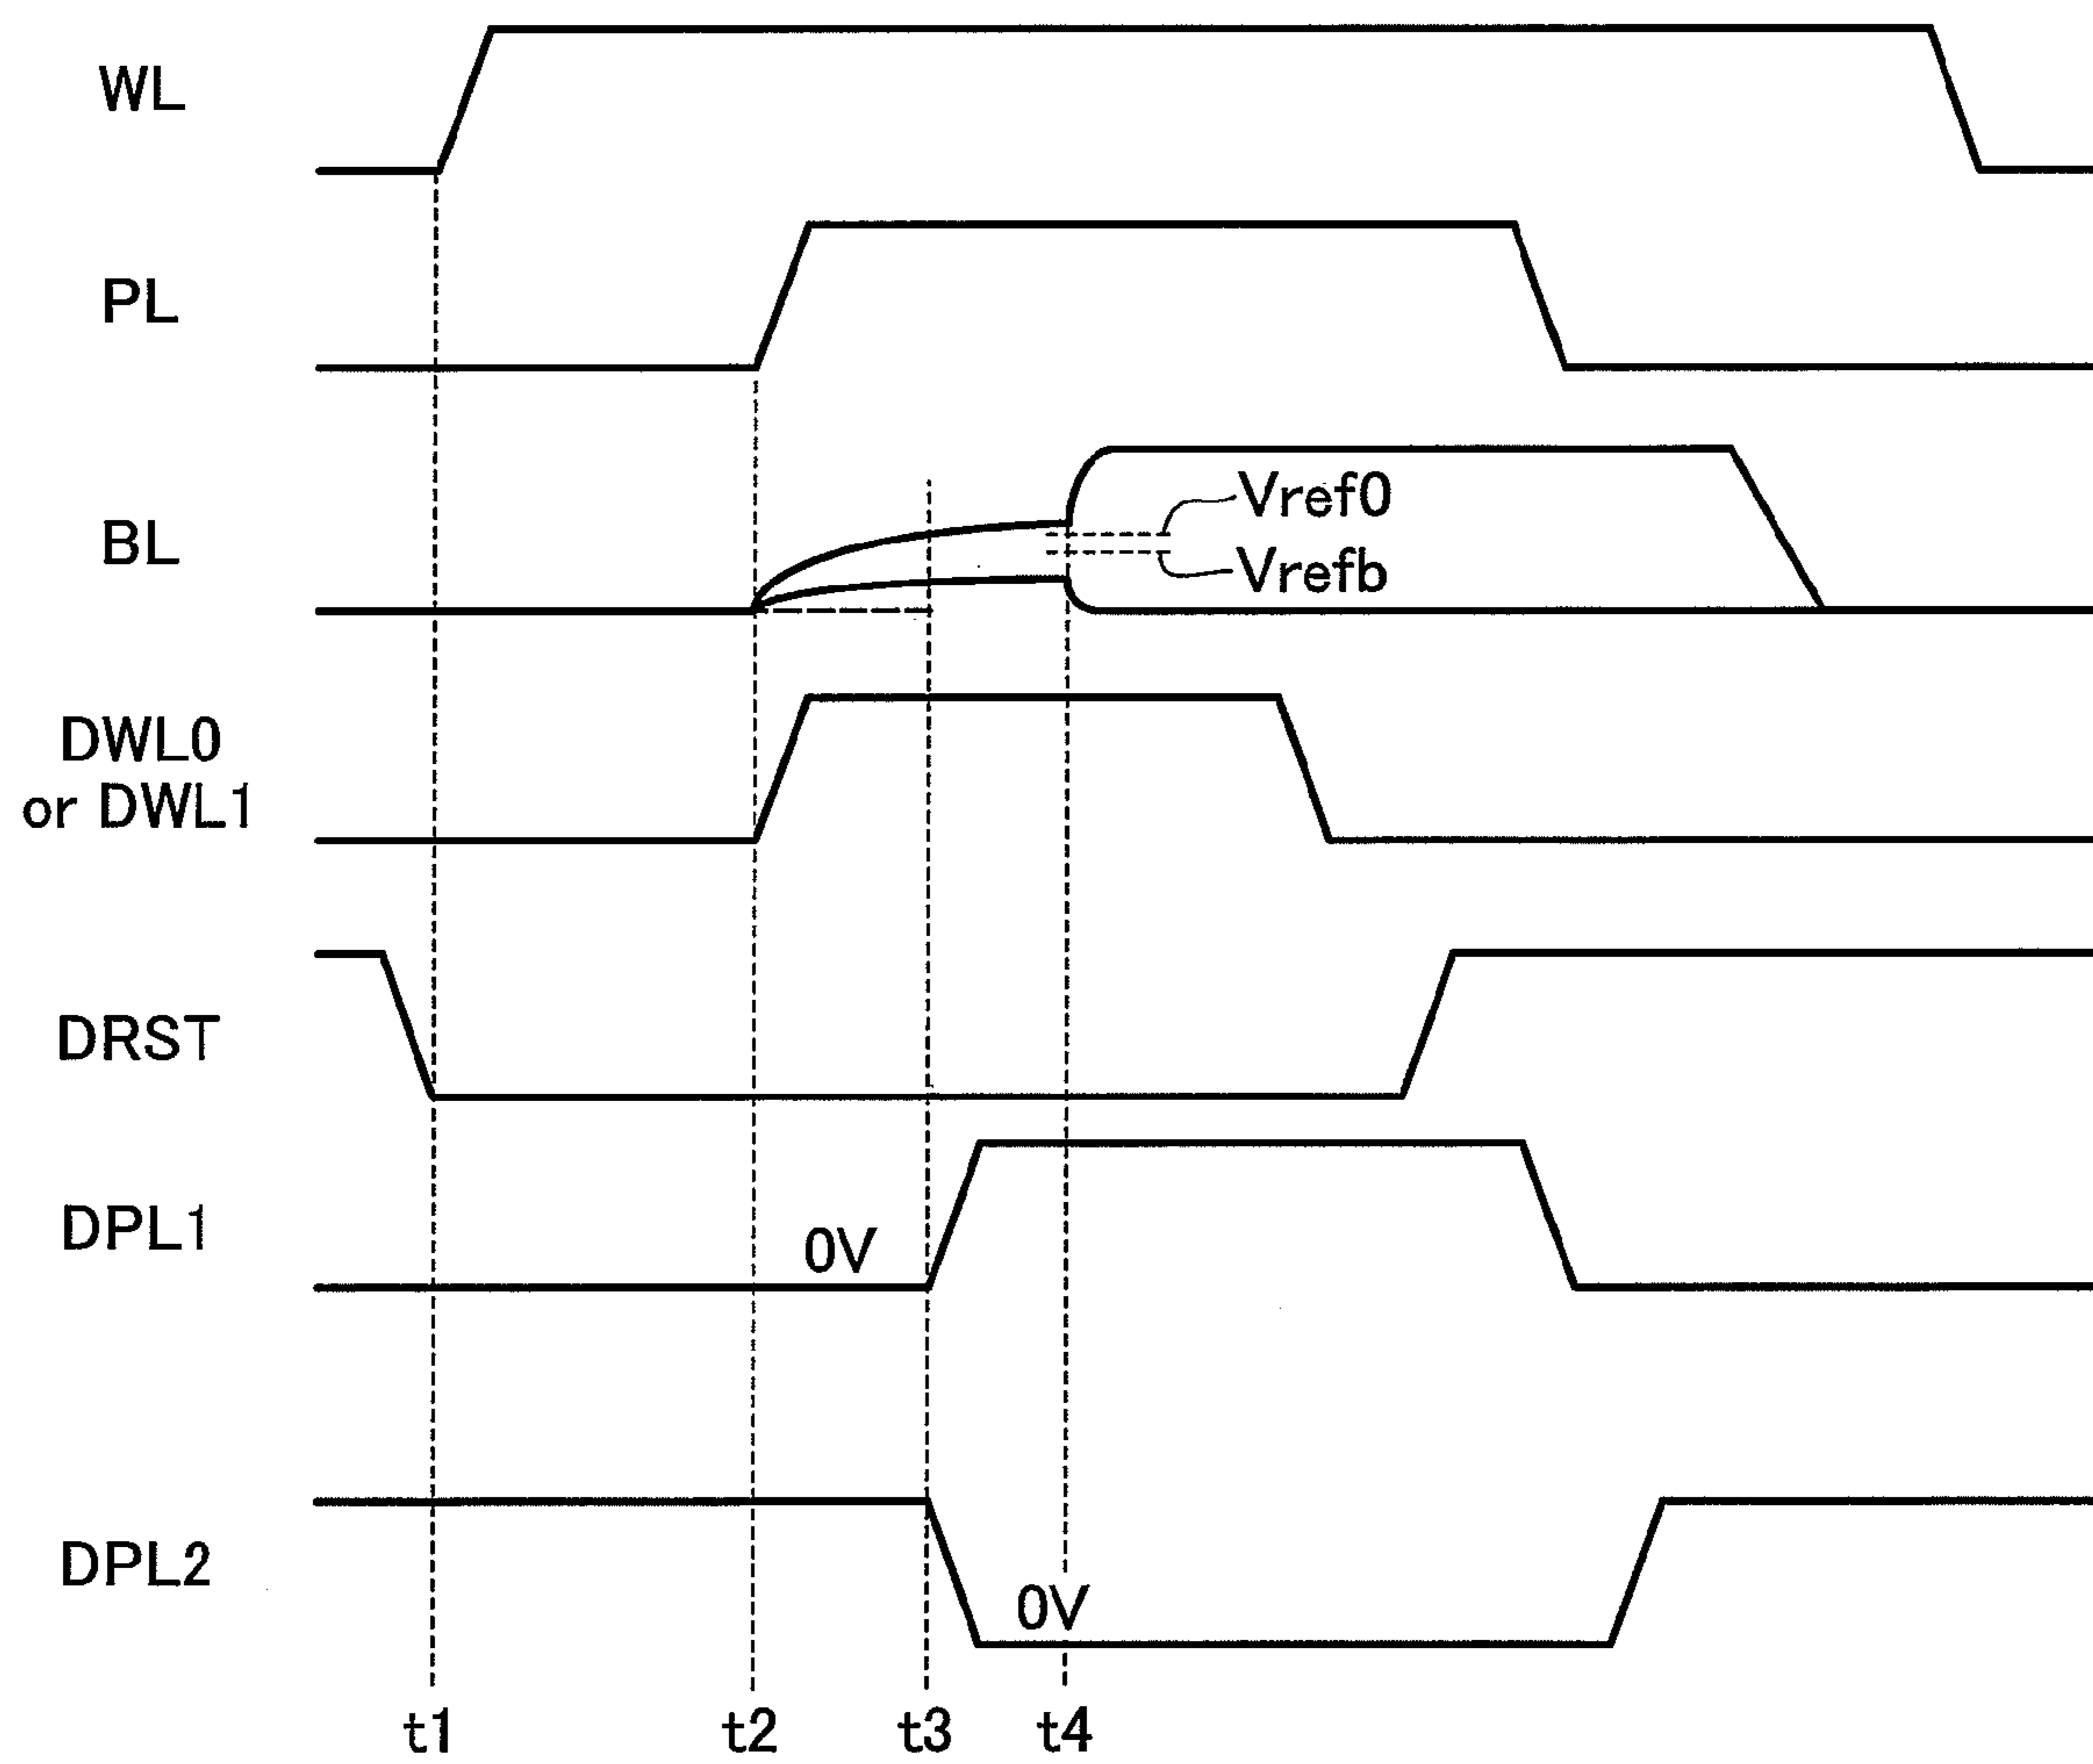 WL
PL
BL
Vref0
Vrefb
DWL0
or DWL1
DRST
DPL1
0V
DPL2
0V
t1 t2 t3 t4